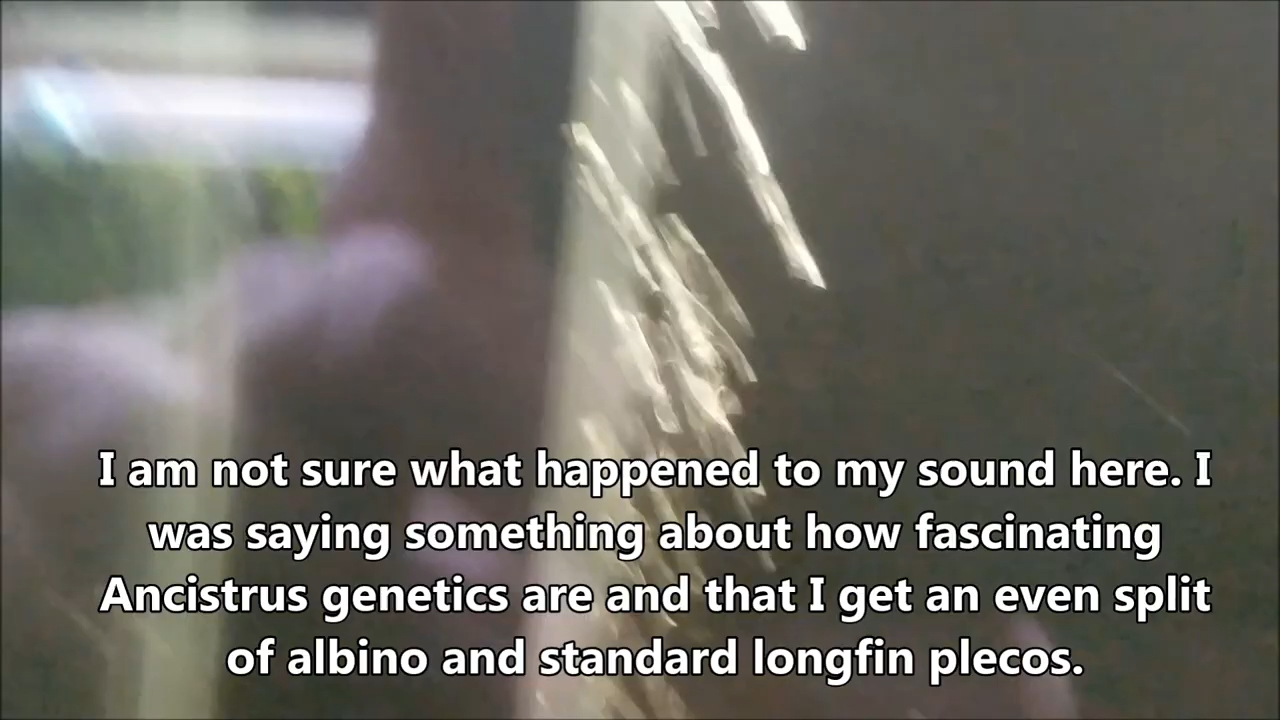 I am not sure what happened to my sound here. I
was saying something about how fascinating
Ancistrus genetics are and that I get an even split
of albino and standard longfin plecos.